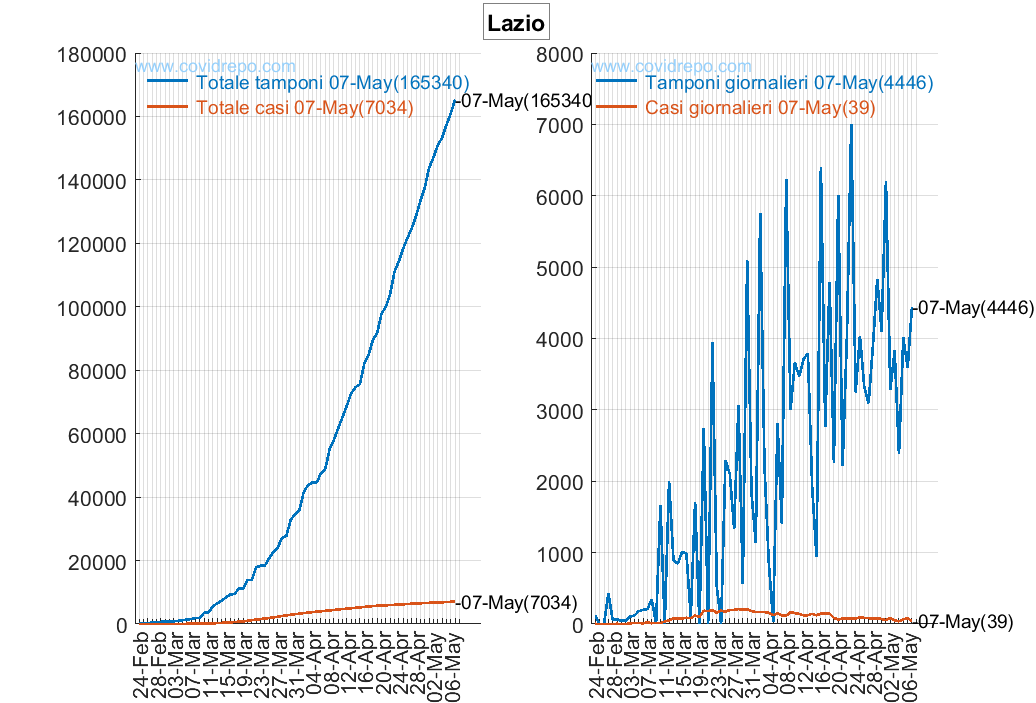 Lazio
180000
160000
140000
120000
100000
80000
60000
40000
20000
0
www.covidrepo.com
Totale tamponi 07-May(165340)
Totale casi 07-May(7034)
07-May(165340
07-May(7034)
24-Feb
28-Feb
03-Mar
07-Mar
11-Mar
15-Mar
19-Mar
23-Mar
27-Mar
31-Mar
04-Apr
08-Apr
12-Apr
16-Apr
20-Apr
24-Apr
28-Apr
02-May
06-May
8000
7000
6000
5000
4000
3000
2000
1000
0
www.covidrepo.com
Tamponi giornalieri 07-May(4446)
Casi giornalieri 07-May(39)
07-May(4446)
07-May(39)
24-Feb
28-Feb
03-Mar
07-Mar
11-Mar
15-Mar
19-Mar
23-Mar
27-Mar
31-Mar
04-Apr
08-Apr
12-Apr
16-Apr
20-Apr
24-Apr
28-Apr
02-May
06-May